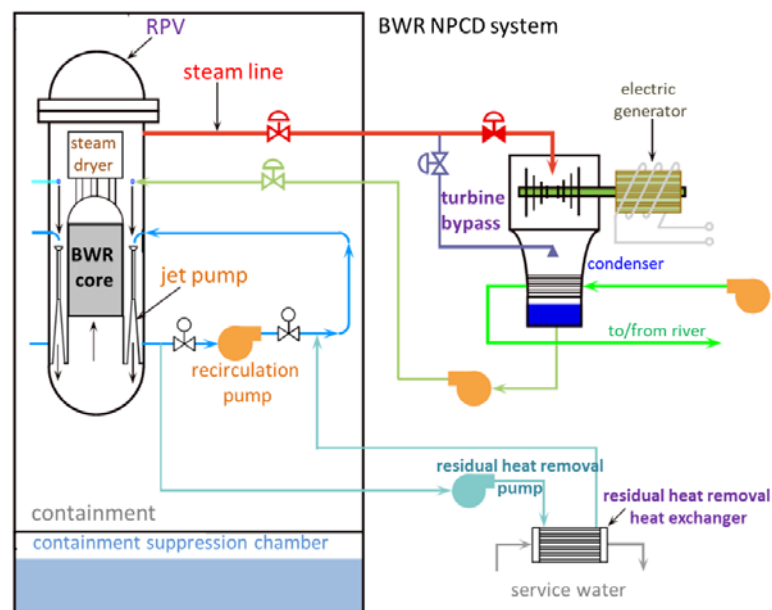 RPV
BWR NPCD system
steam line
electric
generator
steam
dryer
turbine
bypass
BWR
core
condenser
jet pump
to/from river
recirculation
pump
residual heat removal
pump
residual heat removal
heat exchanger
containment
containment suppression chamber
service water